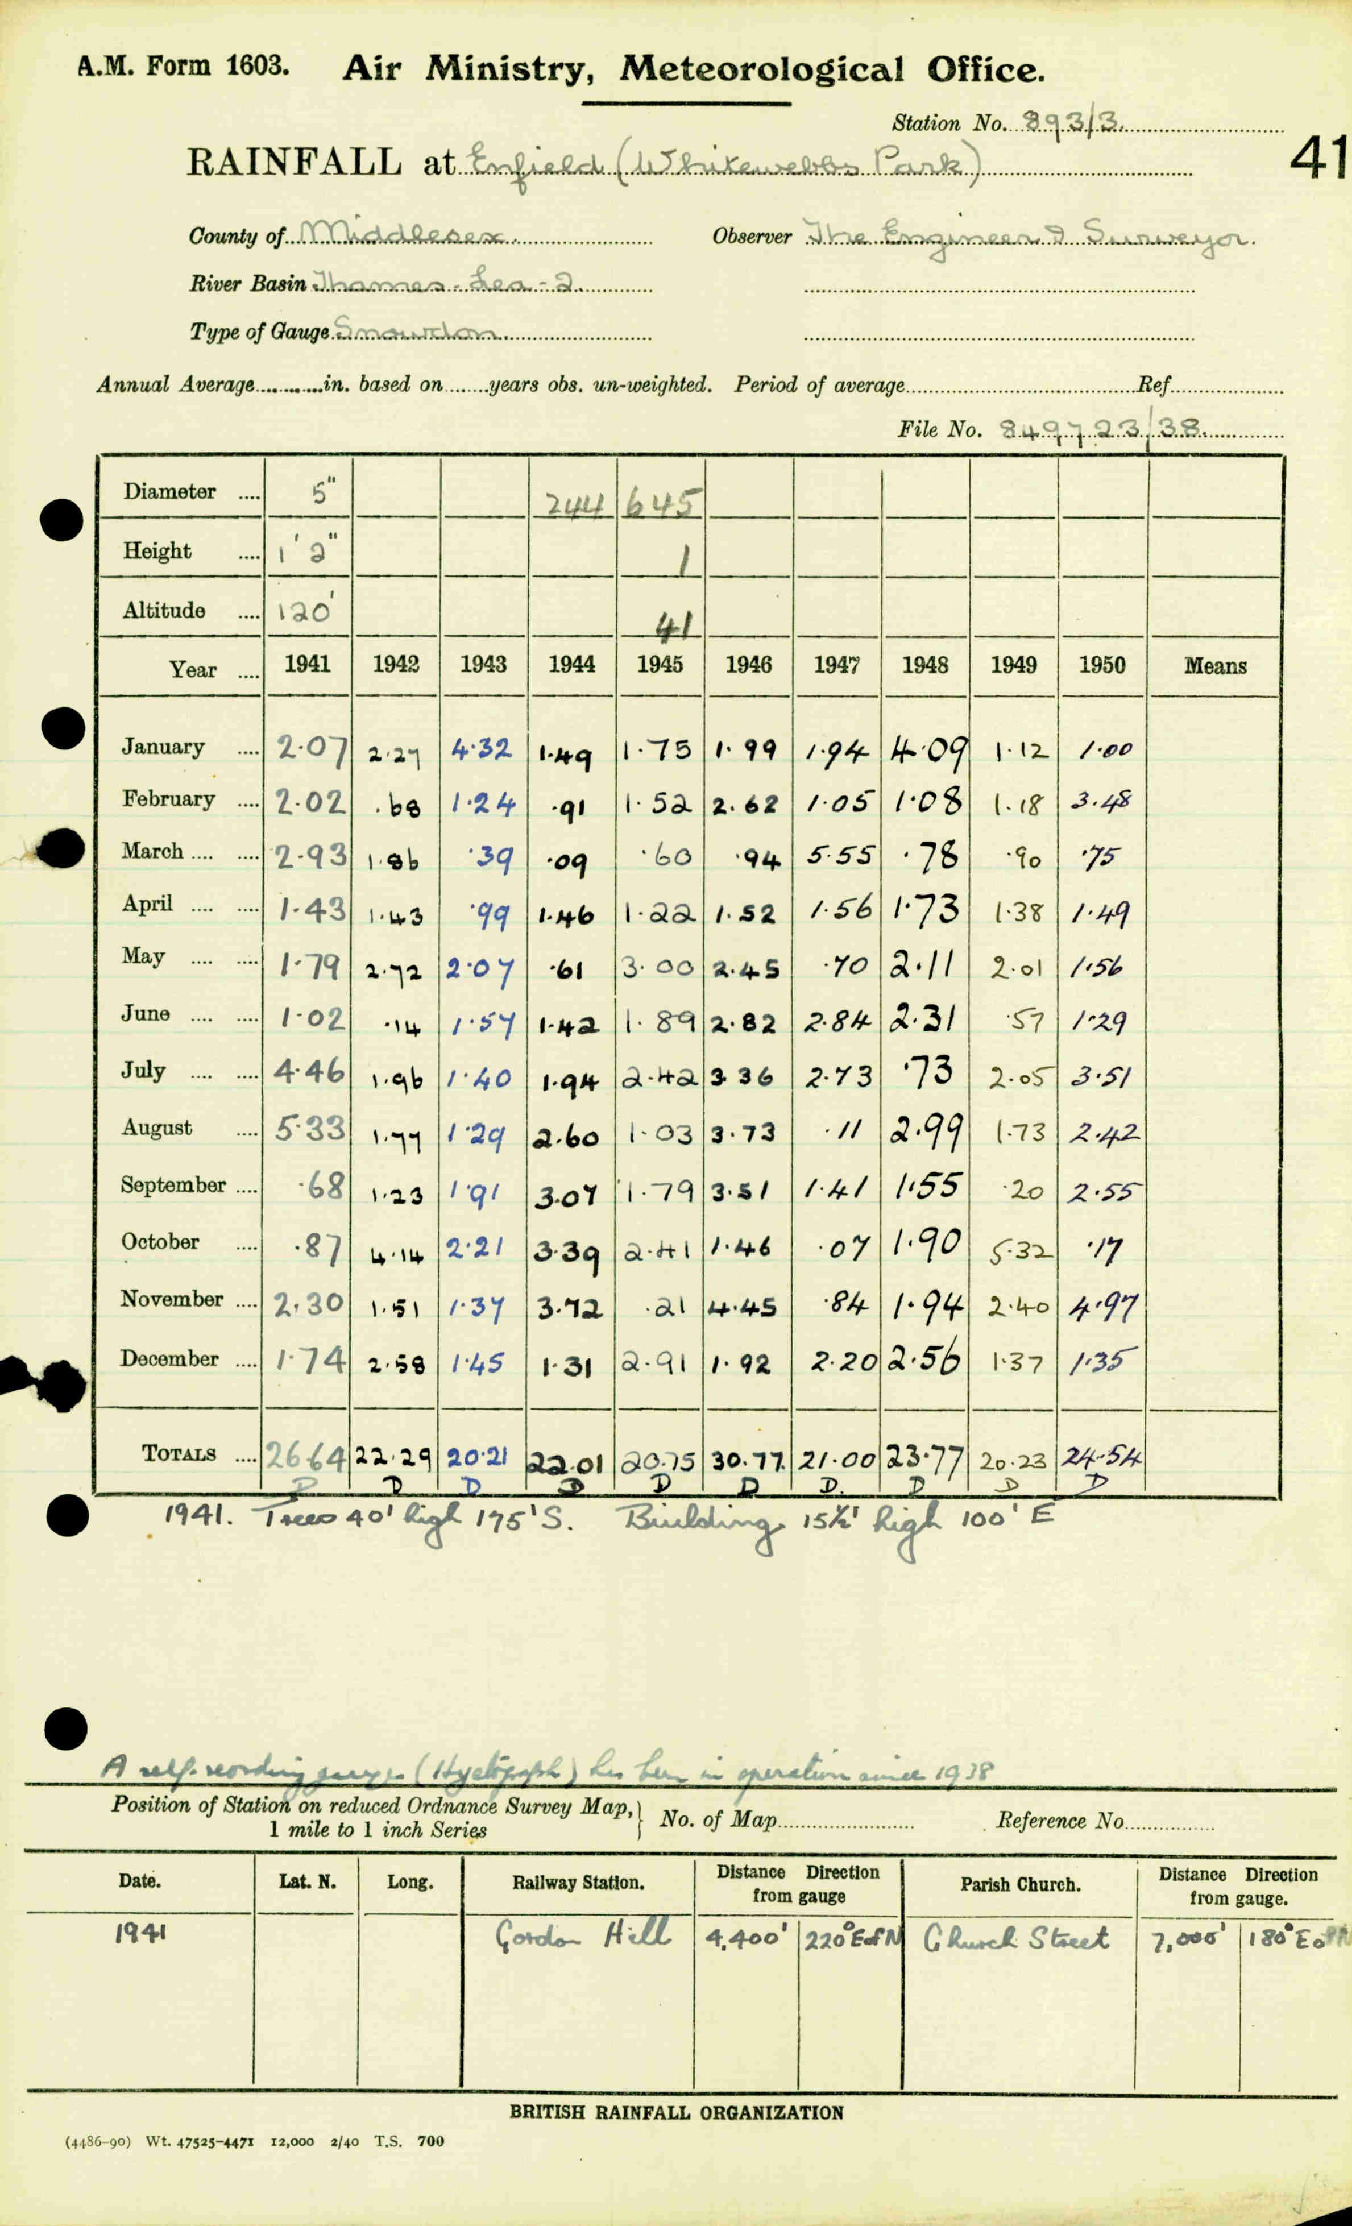 A.M. Form 1603. Air Ministry, Meteorological Office.
Station No. 893/3
41
RAINFALL at Enfield (Whitewebbs Park)
County of Middlesex Observer The Engineer & Surveyor
River Basin Thames - Lea - 2
Type of Gauge Snowdon
Annual Average in. based on years obs. un-weighted. Period of average Ref.
File No. 849723/38
Diameter .... 5" 244 645
Height .... 1' 2" 1
Altitude .... 120' 41
Year .... 1941 1942 1943 1944 1945 1946 1947 1948 1949 1950 Means
January .... 2.07 2.27 4.32 1.49 1.75 1.99 1.94 4.09 1.12 1.00
February .... 2.02 .68 1.24 .91 1.52 2.62 1.05 1.08 1.18 3.48
March .... .... 2.93 1.86 .39 .09 .60 .94 5.55 .78 .90 .75
April .... .... 1.43 1.43 .99 1.46 1.22 1.52 1.56 1.73 1.38 1.49
May .... .... 1.79 2.72 2.07 .61 3.00 2.45 .70 2.11 2.01 1.56
June .... .... 1.02 .14 1.57 1.42 1.89 2.82 2.84 2.31 .57 1.29
July .... .... 4.46 1.96 1.40 1.94 2.42 3.36 2.73 .73 2.05 3.51
August .... 5.33 1.77 1.29 2.60 1.03 3.73 .11 2.99 1.73 2.42
September .... .68 1.23 1.91 3.07 1.79 3.51 1.41 1.55 .20 2.55
October .... .87 4.14 2.21 3.39 2.41 1.46 .07 1.90 5.32 .17
November .... 2.30 1.51 1.37 3.72 .21 4.45 .84 1.94 2.40 4.97
December .... 1.74 2.58 1.45 1.31 2.91 1.92 2.20 2.56 1.37 1.35
TOTALS .... 26.64 22.29 20.21 22.01 20.75 30.77 21.00 23.77 20.23 24.54
D D D D D D D. D D D
1941. Trees 40' high 175' S. Building 15½' high 100' E
A self-recording gauge (Hyetograph) has been in operation since 1938
Position of Station on reduced Ordnance Survey Map, } No. of Map Reference No.
1 mile to 1 inch Series
Date. Lat. N. Long. Railway Station. Distance Direction from gauge Parish Church. Distance Direction from gauge.
1941 Gordon Hill 4,400' 220° E of N Church Street 7,000' 180° E of N
BRITISH RAINFALL ORGANIZATION
(4486-90) Wt. 47525-4471 12,000 2/40 T.S. 700